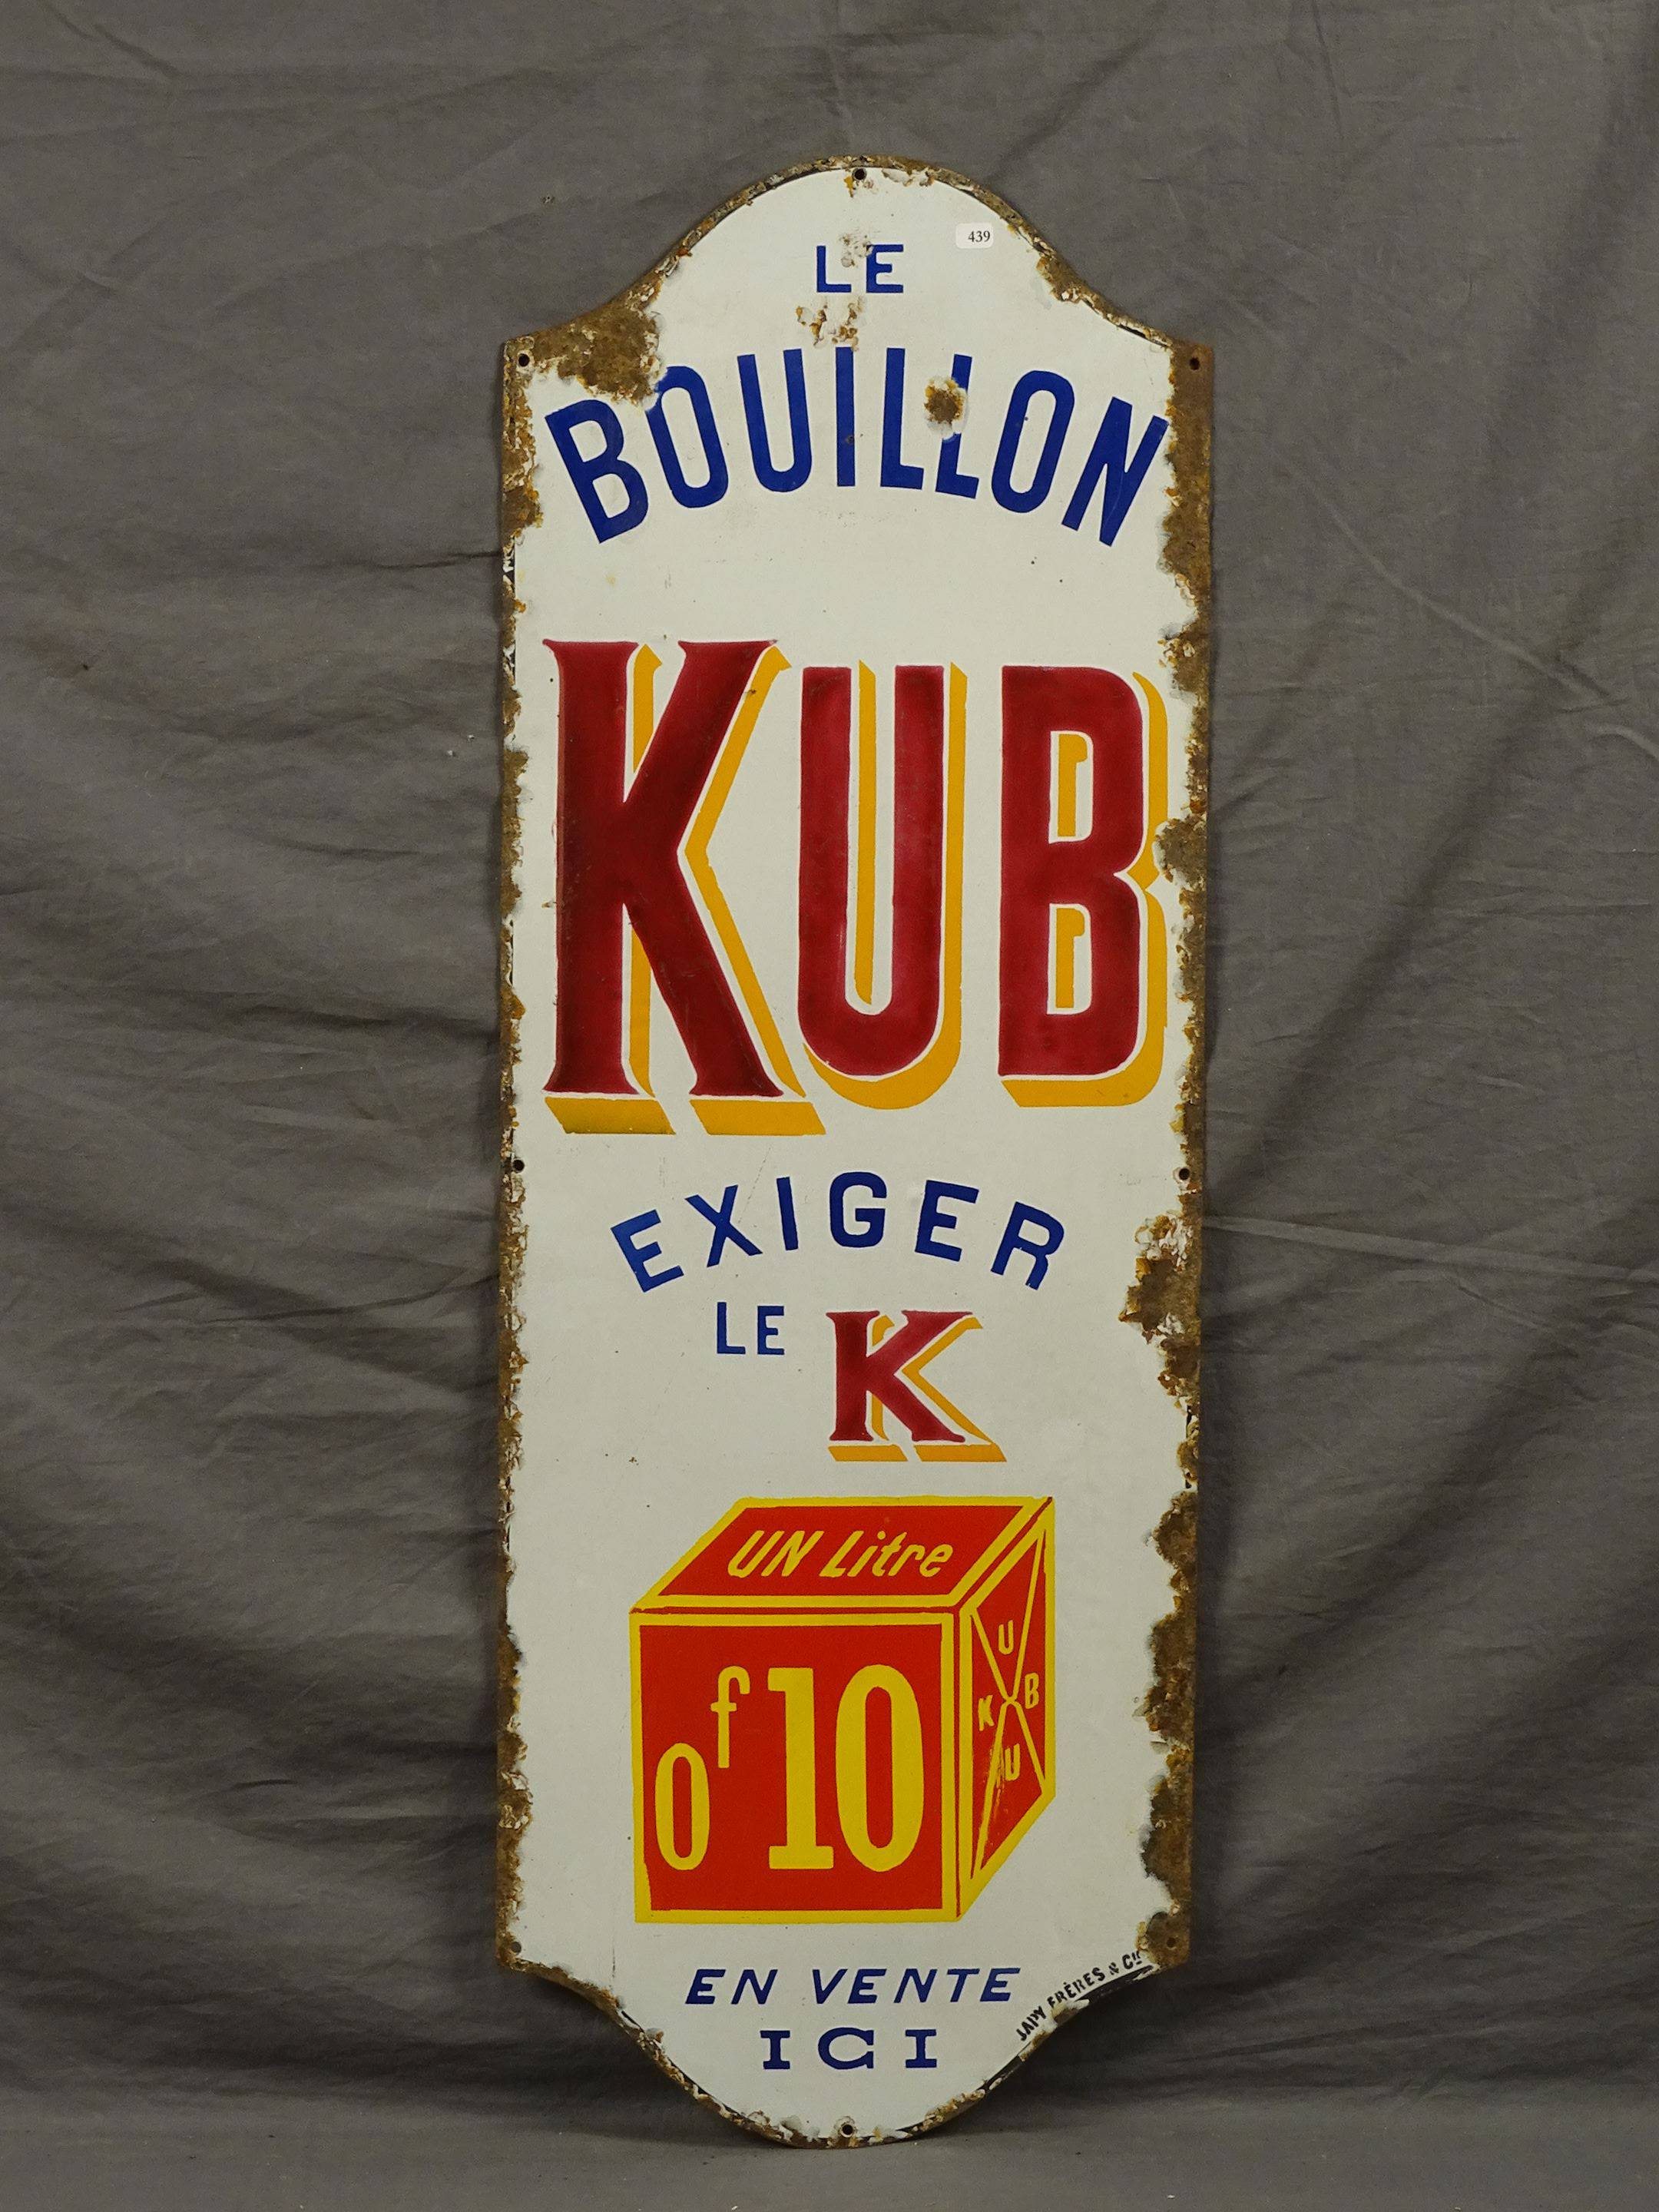 439
LE
BOUILLON
KUB
EXIGER
LE K
UN Litre
0f10
U
K B
U
EN VENTE
ICI
JAPY FRÈRES & Cie